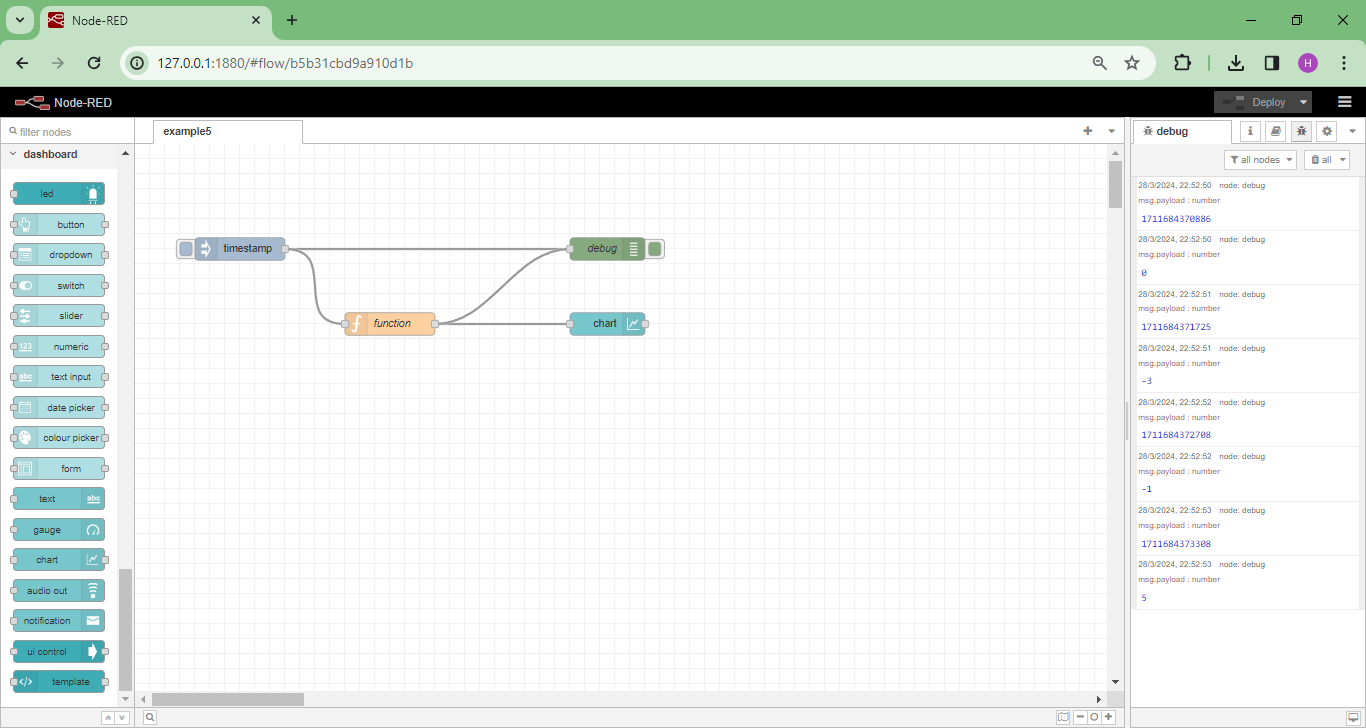 Node-RED
127.0.0.1:1880/#flow/b5b31cbd9a910d1b
H
Node-RED
Deploy
filter nodes
example5
debug
i
dashboard
all nodes
all
led
button
dropdown
switch
slider
123 numeric
abc text input
date picker
colour picker
form
text abc
gauge
chart
audio out
notification
ui control
</> template
timestamp
debug
f function
chart
28/3/2024, 22:52:50 node: debug
msg.payload : number
1711684370886
28/3/2024, 22:52:50 node: debug
msg.payload : number
0
28/3/2024, 22:52:51 node: debug
msg.payload : number
1711684371725
28/3/2024, 22:52:51 node: debug
msg.payload : number
-3
28/3/2024, 22:52:52 node: debug
msg.payload : number
1711684372708
28/3/2024, 22:52:52 node: debug
msg.payload : number
-1
28/3/2024, 22:52:53 node: debug
msg.payload : number
1711684373308
28/3/2024, 22:52:53 node: debug
msg.payload : number
5